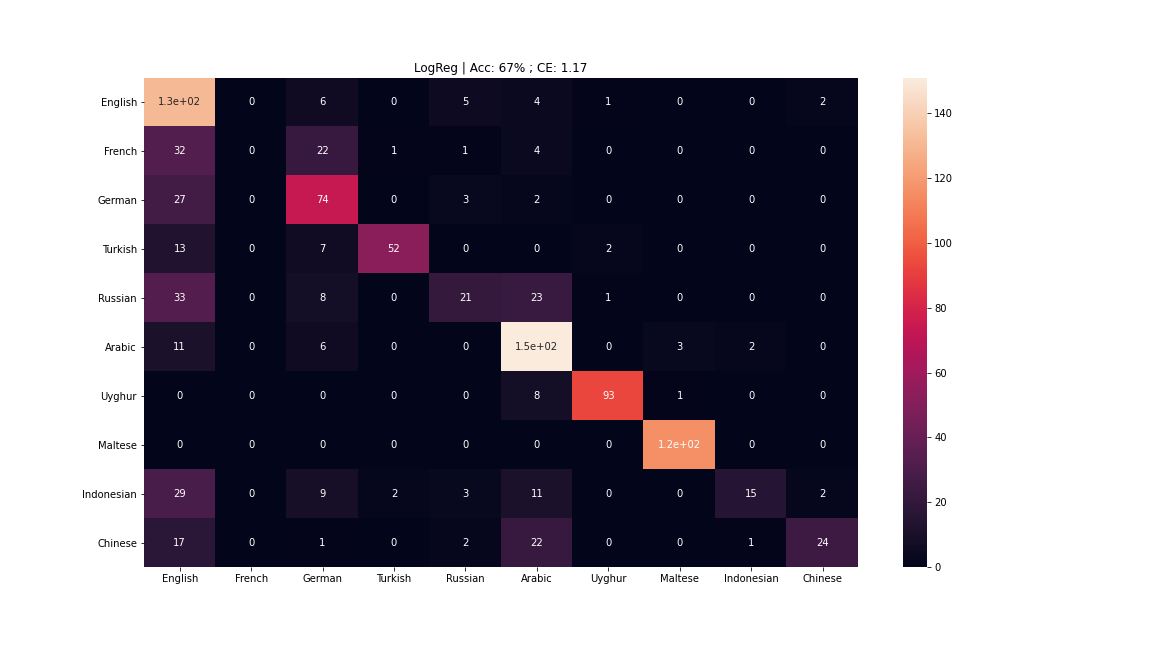 LogReg | Acc: 67% ; CE: 1.17
English 1.3e+02 0 6 0 5 4 1 0 0 2
French 32 0 22 1 1 4 0 0 0 0
German 27 0 74 0 3 2 0 0 0 0
Turkish 13 0 7 52 0 0 2 0 0 0
Russian 33 0 8 0 21 23 1 0 0 0
Arabic 11 0 6 0 0 1.5e+02 0 3 2 0
Uyghur 0 0 0 0 0 8 93 1 0 0
Maltese 0 0 0 0 0 0 0 1.2e+02 0 0
Indonesian 29 0 9 2 3 11 0 0 15 2
Chinese 17 0 1 0 2 22 0 0 1 24
English French German Turkish Russian Arabic Uyghur Maltese Indonesian Chinese
140
120
100
80
60
40
20
0